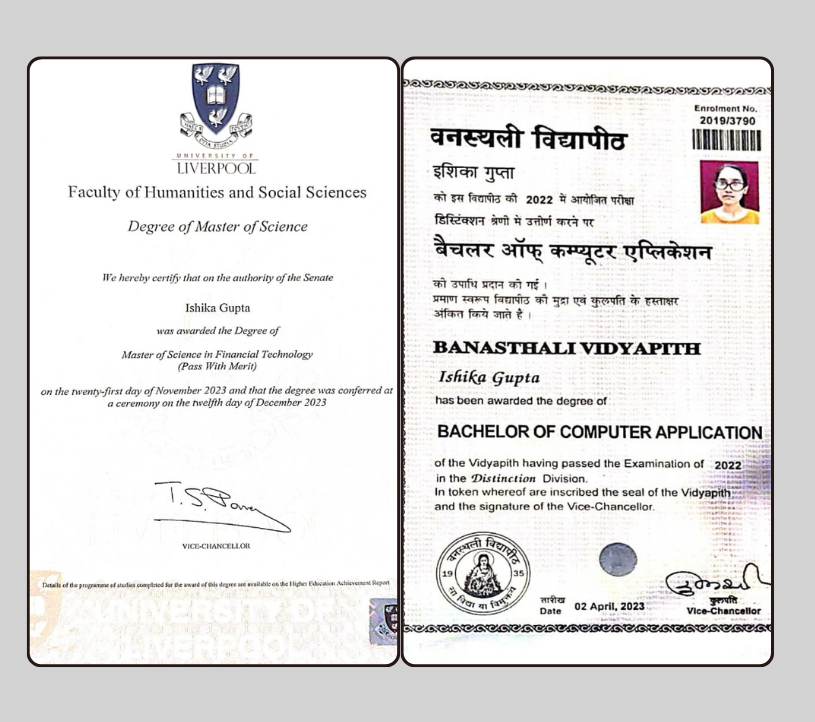 UNIVERSITY OF
LIVERPOOL
Faculty of Humanities and Social Sciences
Degree of Master of Science
We hereby certify that on the authority of the Senate
Ishika Gupta
was awarded the Degree of
Master of Science in Financial Technology
(Pass With Merit)
on the twenty-first day of November 2023 and that the degree was conferred at
a ceremony on the twelfth day of December 2023
T.S.
VICE-CHANCELLOR
Details of the programme of studies completed for the award of this degree are available on the Higher Education Achievement Report
UNIVERSITY
LIVERPOOL
Enrolment No.
2019/3790
वनस्थली विद्यापीठ
इशिका गुप्ता
को इस विद्यापीठ की 2022 में आयोजित परीक्षा
डिस्टिंक्शन श्रेणी में उत्तीर्ण करने पर
बैचलर ऑफ् कम्प्यूटर एप्लिकेशन
की उपाधि प्रदान की गई ।
प्रमाण स्वरूप विद्यापीठ की मुद्रा एवं कुलपति के हस्ताक्षर
अंकित किये जाते है ।
BANASTHALI VIDYAPITH
Ishika Gupta
has been awarded the degree of
BACHELOR OF COMPUTER APPLICATION
of the Vidyapith having passed the Examination of 2022
in the Distinction Division.
In token whereof are inscribed the seal of the Vidyapith
and the signature of the Vice-Chancellor.
वनस्थली विद्यापीठ
19 35
सा विद्या या विमुक्तये
तारीख
Date 02 April, 2023
कुलपति
Vice-Chancellor